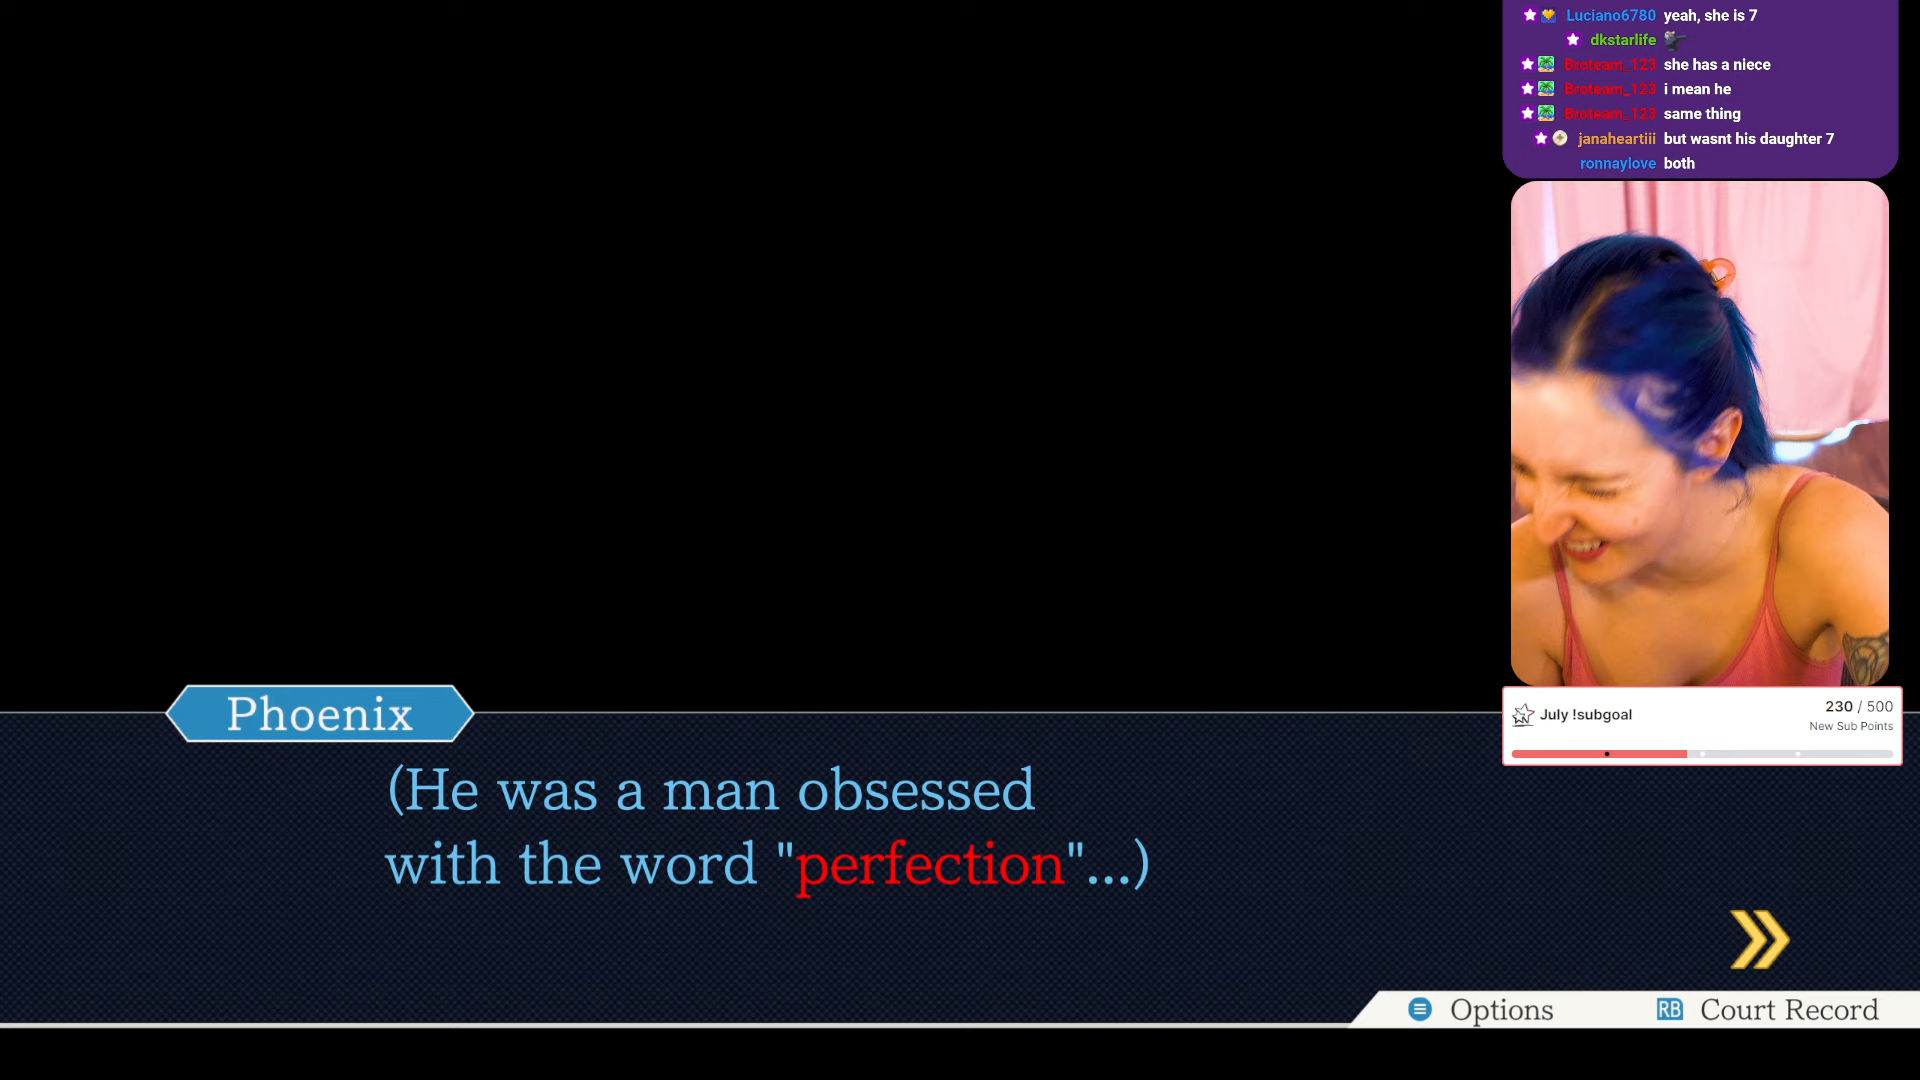 Luciano6780 yeah, she is 7
dkstarlife
Broteam_123 she has a niece
Broteam_123 i mean he
Broteam_123 same thing
janaheartiii but wasnt his daughter 7
ronnaylove both
Phoenix
(He was a man obsessed
with the word "perfection"...)
July !subgoal
230 / 500
New Sub Points
Options
RB Court Record